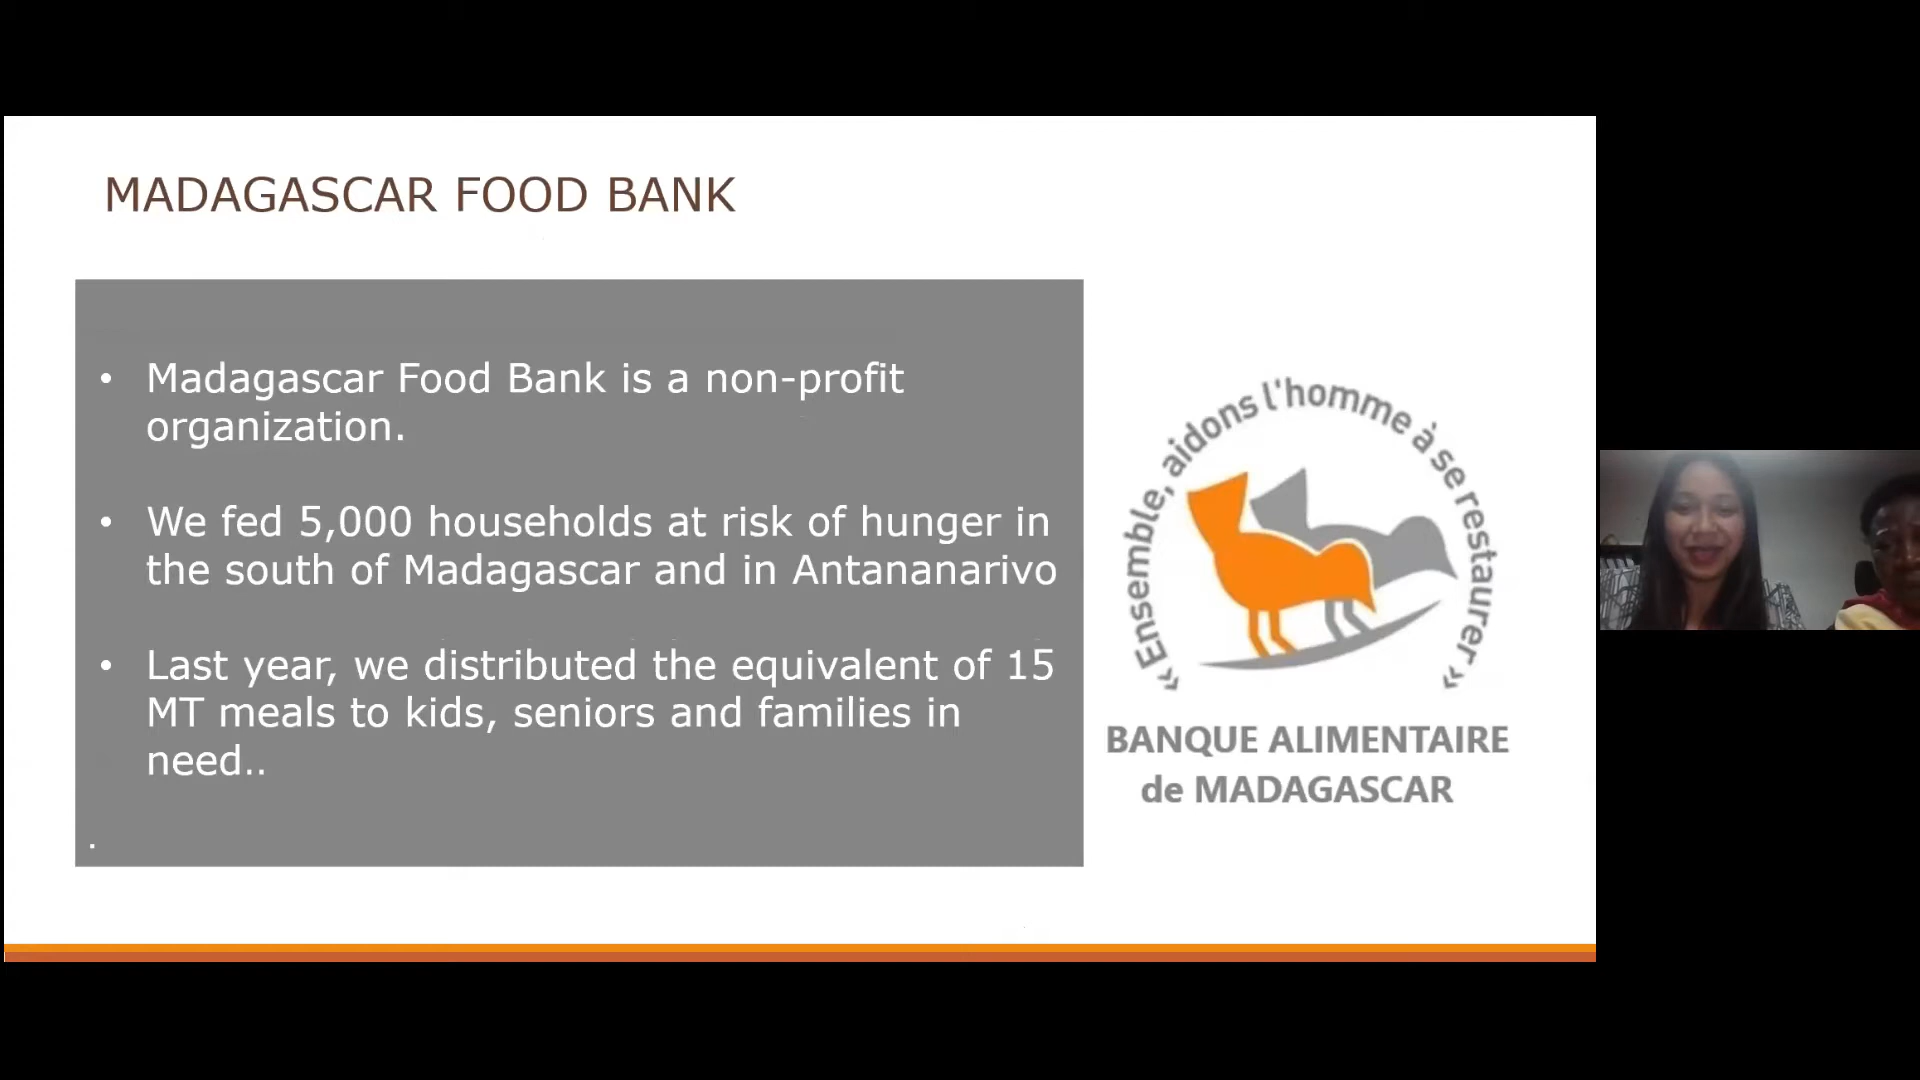 MADAGASCAR FOOD BANK
• Madagascar Food Bank is a non-profit
organization.
• We fed 5,000 households at risk of hunger in
the south of Madagascar and in Antananarivo
• Last year, we distributed the equivalent of 15
MT meals to kids, seniors and families in
need..
.
« Ensemble, aidons l'homme à se restaurer »
BANQUE ALIMENTAIRE
de MADAGASCAR